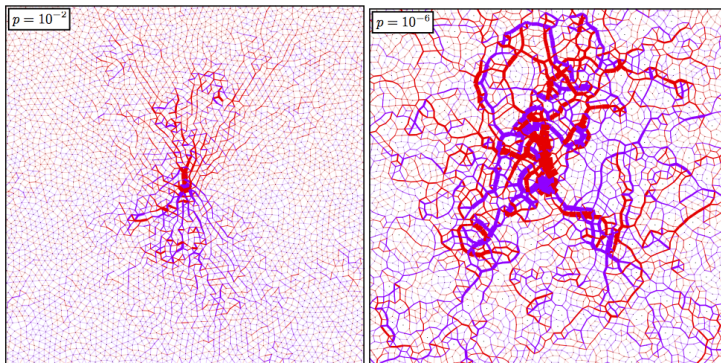 p = 10⁻²
p = 10⁻⁶